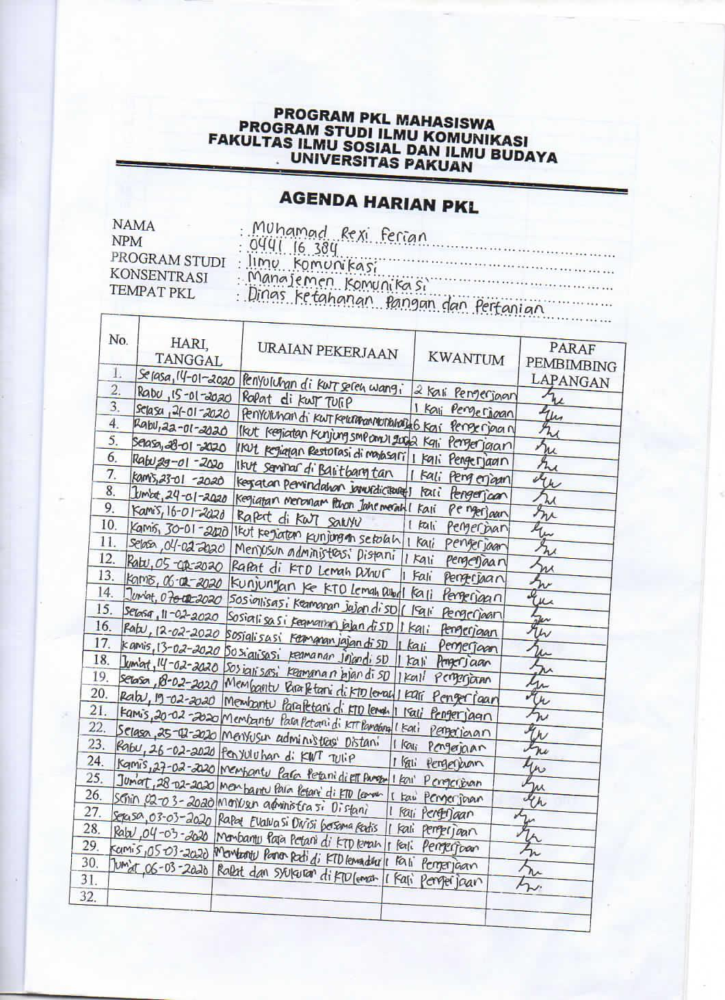 PROGRAM PKL MAHASISWA
PROGRAM STUDI ILMU KOMUNIKASI
FAKULTAS ILMU SOSIAL DAN ILMU BUDAYA
UNIVERSITAS PAKUAN
AGENDA HARIAN PKL
NAMA : Muhamad Rexi Ferian
NPM : 0441 16 384
PROGRAM STUDI : Ilmu Komunikasi
KONSENTRASI : Manajemen Komunikasi
TEMPAT PKL : Dinas Ketahanan Pangan dan Pertanian
No. HARI, TANGGAL URAIAN PEKERJAAN KWANTUM PARAF PEMBIMBING LAPANGAN
1. Selasa, 14-01-2020 Penyuluhan di KWT Sereh wangi 2 Kali Pengerjaan
2. Rabu, 15-01-2020 Rapat di KWT TULIP 1 Kali Pengerjaan
3. Selasa, 21-01-2020 Penyuluhan di KWT Kelurahan 6 Kali Pengerjaan
4. Rabu, 22-01-2020 Ikut Kegiatan Kunjung SMP 2 Kali Pengerjaan
5. Selasa, 28-01-2020 Ikut Kegiatan Restorasi di mulyasari 1 Kali Pengerjaan
6. Rabu, 29-01-2020 Ikut Seminar di Balitbangtan 1 Kali Pengerjaan
7. Kamis, 23-01-2020 Kegiatan Pemindahan Jamur di 1 Kali Pengerjaan
8. Jum'at, 24-01-2020 Kegiatan Menanam Pohon Jahe merah 1 Kali Pengerjaan
9. Kamis, 16-01-2020 Rapat di KWT SAUYU 1 Kali Pengerjaan
10. Kamis, 30-01-2020 Ikut Kegiatan Kunjungan Sekolah 1 Kali Pengerjaan
11. Selasa, 04-02-2020 Menyusun administrasi Distani 1 Kali Pengerjaan
12. Rabu, 05-02-2020 Rapat di KTD Lemah Duhur 1 Kali Pengerjaan
13. Kamis, 06-02-2020 Kunjungan Ke KTD Lemah Duhur 1 Kali Pengerjaan
14. Jum'at, 07-02-2020 Sosialisasi Keamanan jajan di SD 1 Kali Pengerjaan
15. Selasa, 11-02-2020 Sosialisasi Keamanan jajan di SD 1 Kali Pengerjaan
16. Rabu, 12-02-2020 Sosialisasi Keamanan jajan di SD 1 Kali Pengerjaan
17. Kamis, 13-02-2020 Sosialisasi Keamanan jajan di SD 1 Kali Pengerjaan
18. Jum'at, 14-02-2020 Sosialisasi Keamanan jajan di SD 1 Kali Pengerjaan
19. Selasa, 18-02-2020 Membantu Para Petani di KTD lemah 1 Kali Pengerjaan
20. Rabu, 19-02-2020 Membantu Para Petani di KTD lemah 1 Kali Pengerjaan
21. Kamis, 20-02-2020 Membantu Para Petani di KTT 1 Kali Pengerjaan
22. Selasa, 25-02-2020 Menyusun administrasi Distani 1 Kali Pengerjaan
23. Rabu, 26-02-2020 Penyuluhan di KWT TULIP 1 Kali Pengerjaan
24. Kamis, 27-02-2020 Membantu Para Petani di KTT 1 Kali Pengerjaan
25. Jum'at, 28-02-2020 Membantu Para Petani di KTD lemah 1 Kali Pengerjaan
26. Senin, 02-03-2020 Menyusun administrasi Distani 1 Kali Pengerjaan
27. Selasa, 03-03-2020 Rapat Evaluasi Divisi bersama Kadis 1 Kali Pengerjaan
28. Rabu, 04-03-2020 Membantu Para Petani di KTD lemah 1 Kali Pengerjaan
29. Kamis, 05-03-2020 Membantu Panen Padi di KTD lemaduhur 1 Kali Pengerjaan
30. Jum'at, 06-03-2020 Rapat dan Syukuran di KTD lemah 1 Kali Pengerjaan
31.
32.